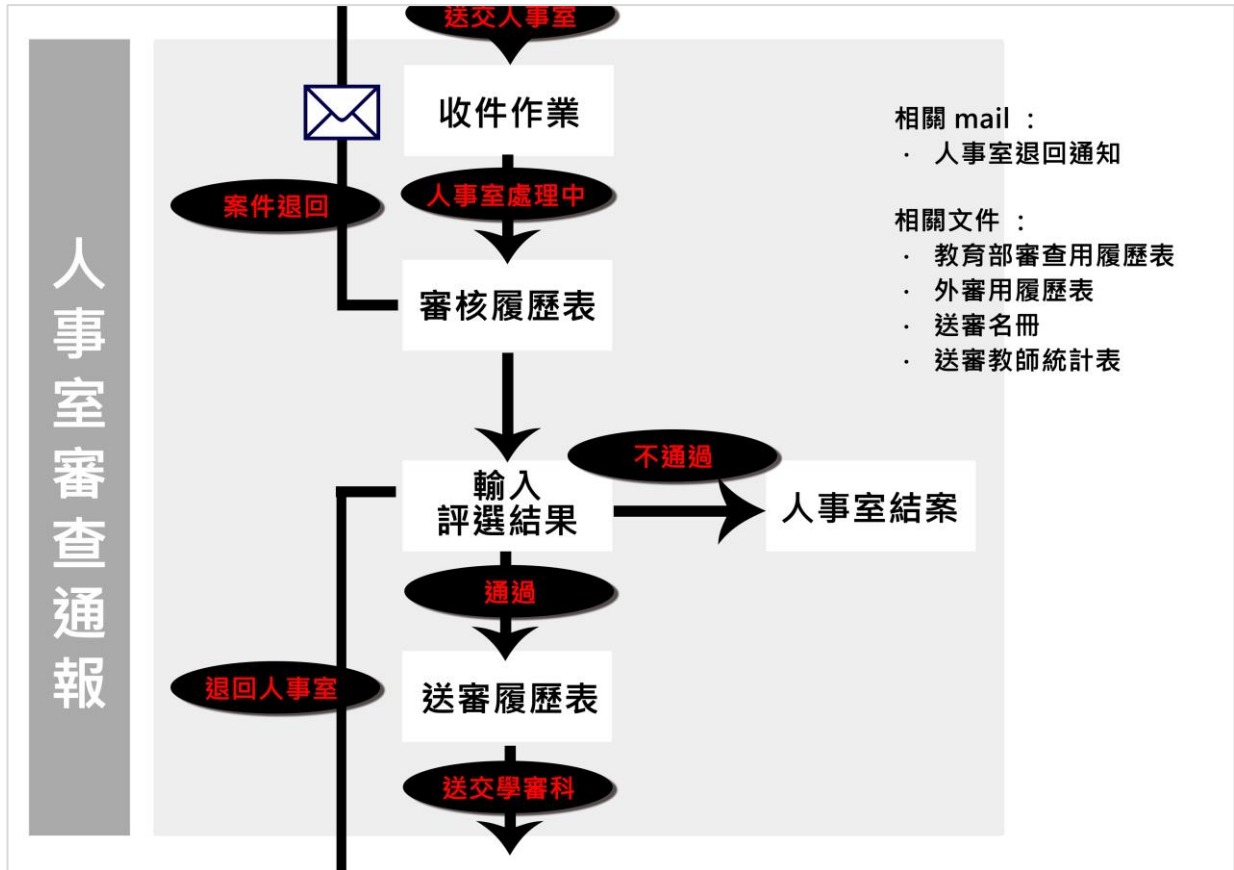 人事室審查通報
送交人事室
收件作業
人事室處理中
案件退回
審核履歷表
不通過
輸入
評選結果
人事室結案
通過
退回人事室
送審履歷表
送交學審科
相關 mail ：
· 人事室退回通知
相關文件 ：
· 教育部審查用履歷表
· 外審用履歷表
· 送審名冊
· 送審教師統計表